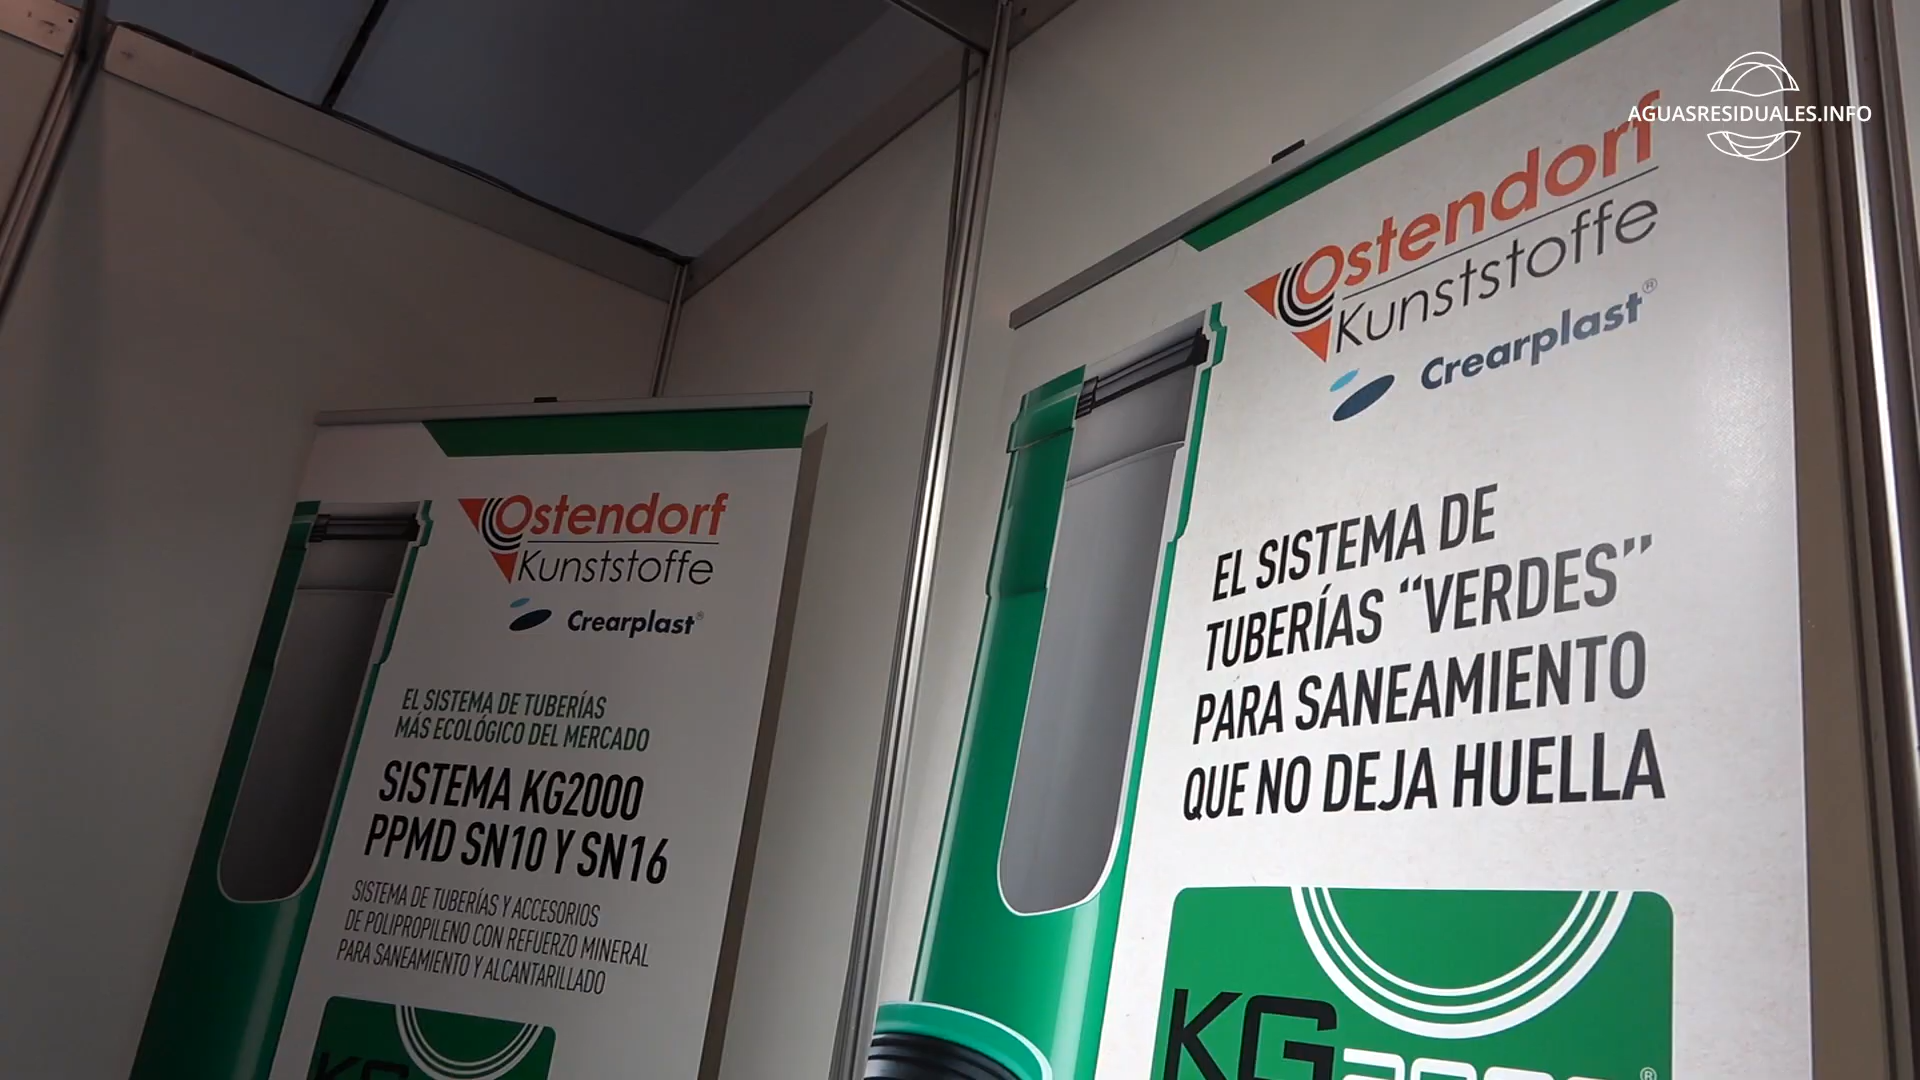 AGUASRESIDUALES.INFO
Ostendorf
Kunststoffe
Crearplast®
EL SISTEMA DE TUBERÍAS
MÁS ECOLÓGICO DEL MERCADO
SISTEMA KG2000
PPMD SN10 Y SN16
SISTEMA DE TUBERÍAS Y ACCESORIOS
DE POLIPROPILENO CON REFUERZO MINERAL
PARA SANEAMIENTO Y ALCANTARILLADO
KG
Ostendorf
Kunststoffe
Crearplast®
EL SISTEMA DE
TUBERÍAS “VERDES”
PARA SANEAMIENTO
QUE NO DEJA HUELLA
KG2000®